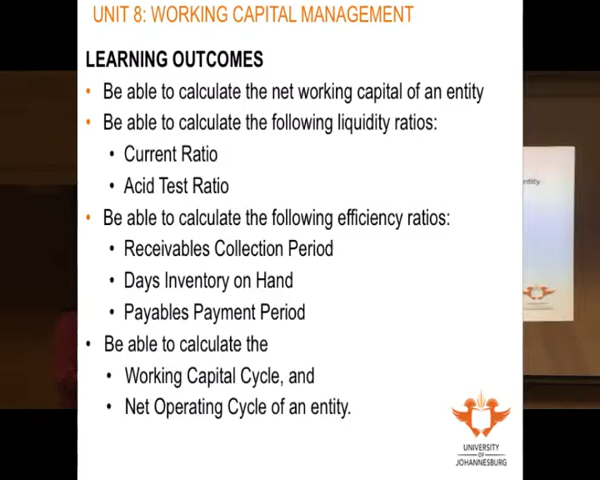 UNIT 8: WORKING CAPITAL MANAGEMENT
LEARNING OUTCOMES
• Be able to calculate the net working capital of an entity
• Be able to calculate the following liquidity ratios:
• Current Ratio
• Acid Test Ratio
• Be able to calculate the following efficiency ratios:
• Receivables Collection Period
• Days Inventory on Hand
• Payables Payment Period
• Be able to calculate the
• Working Capital Cycle, and
• Net Operating Cycle of an entity.
UNIVERSITY
OF
JOHANNESBURG